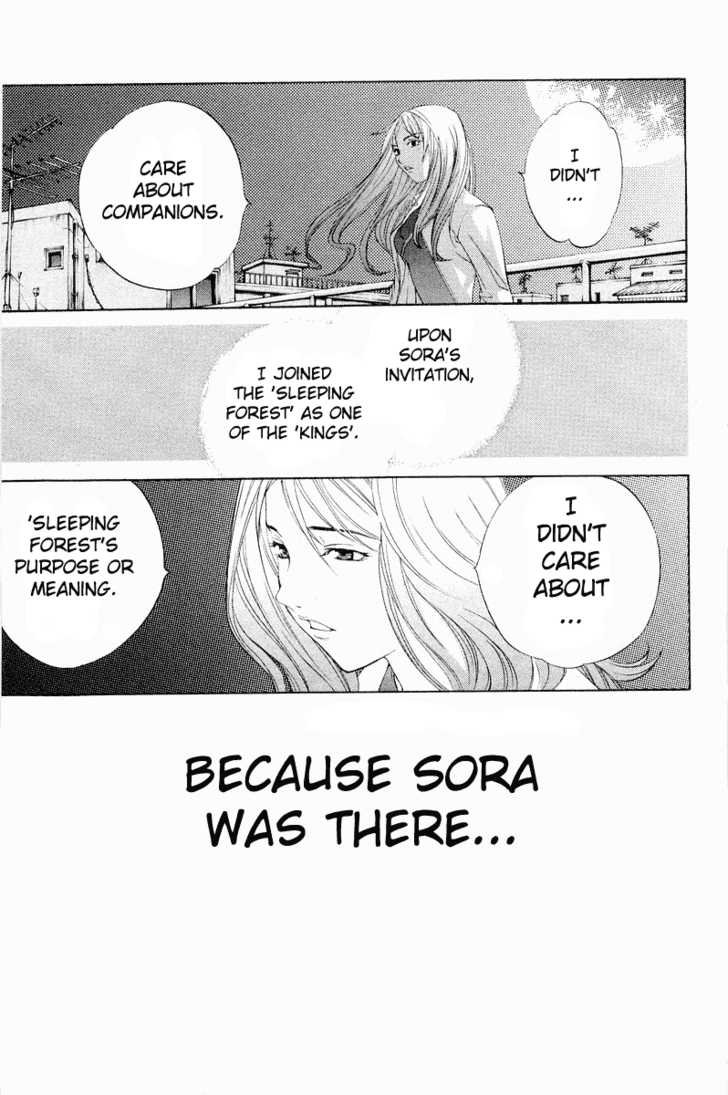 I
DIDN'T
...
CARE
ABOUT
COMPANIONS.
UPON
SORA'S
INVITATION,
I JOINED
THE 'SLEEPING
FOREST' AS ONE
OF THE 'KINGS'.
I
DIDN'T
CARE
ABOUT
...
'SLEEPING
FOREST'S
PURPOSE OR
MEANING.
BECAUSE SORA
WAS THERE...